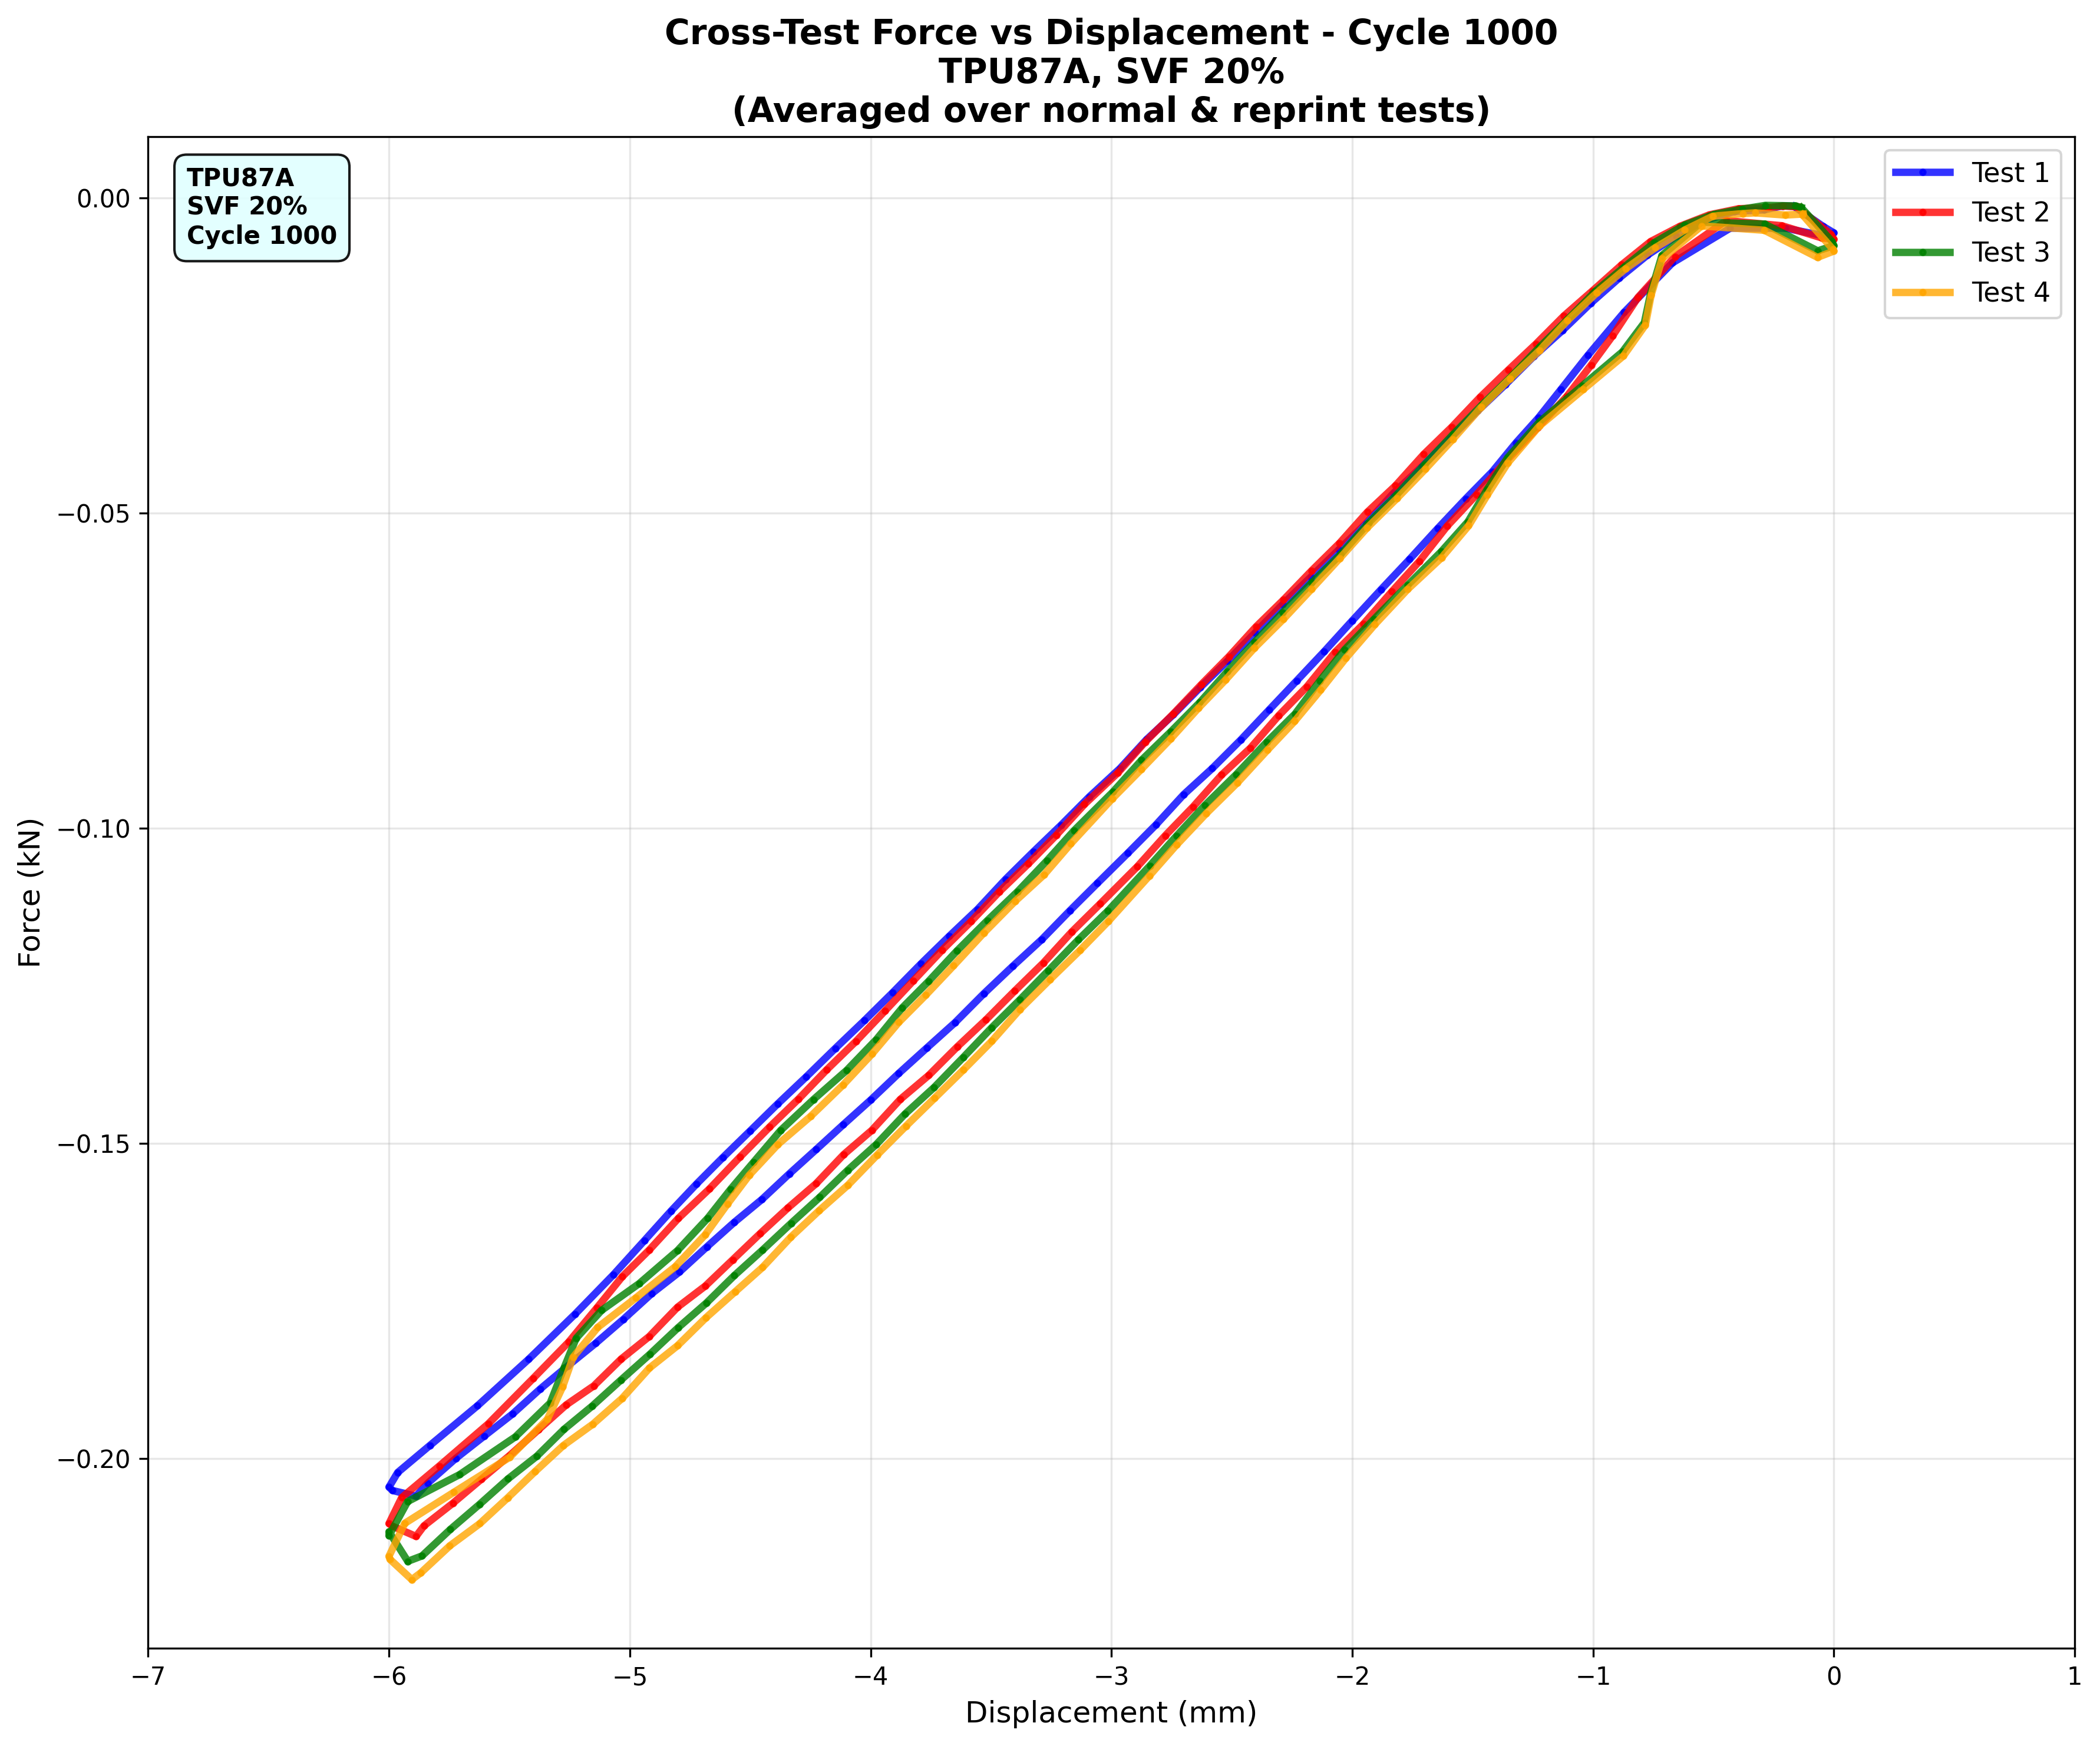 Cross-Test Force vs Displacement - Cycle 1000
TPU87A, SVF 20%
(Averaged over normal & reprint tests)
TPU87A
SVF 20%
Cycle 1000
Test 1
Test 2
Test 3
Test 4
Force (kN)
0.00
−0.05
−0.10
−0.15
−0.20
−7
−6
−5
−4
−3
−2
−1
0
1
Displacement (mm)